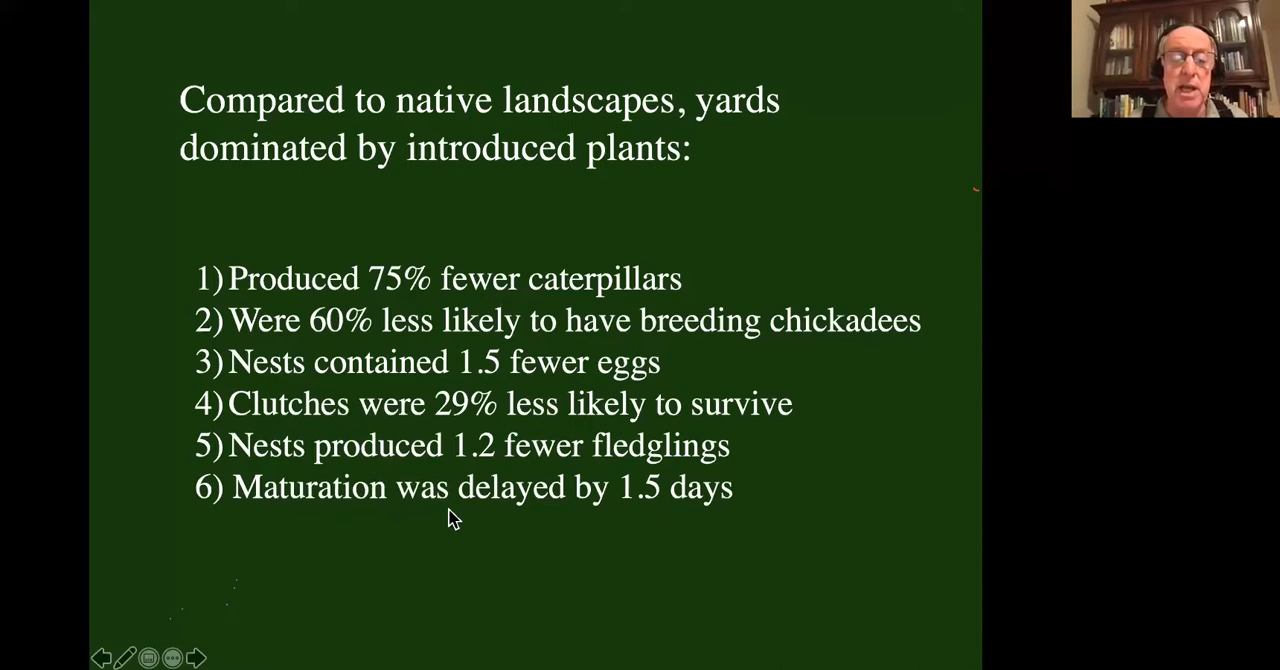 Compared to native landscapes, yards
dominated by introduced plants:
1) Produced 75% fewer caterpillars
2) Were 60% less likely to have breeding chickadees
3) Nests contained 1.5 fewer eggs
4) Clutches were 29% less likely to survive
5) Nests produced 1.2 fewer fledglings
6) Maturation was delayed by 1.5 days